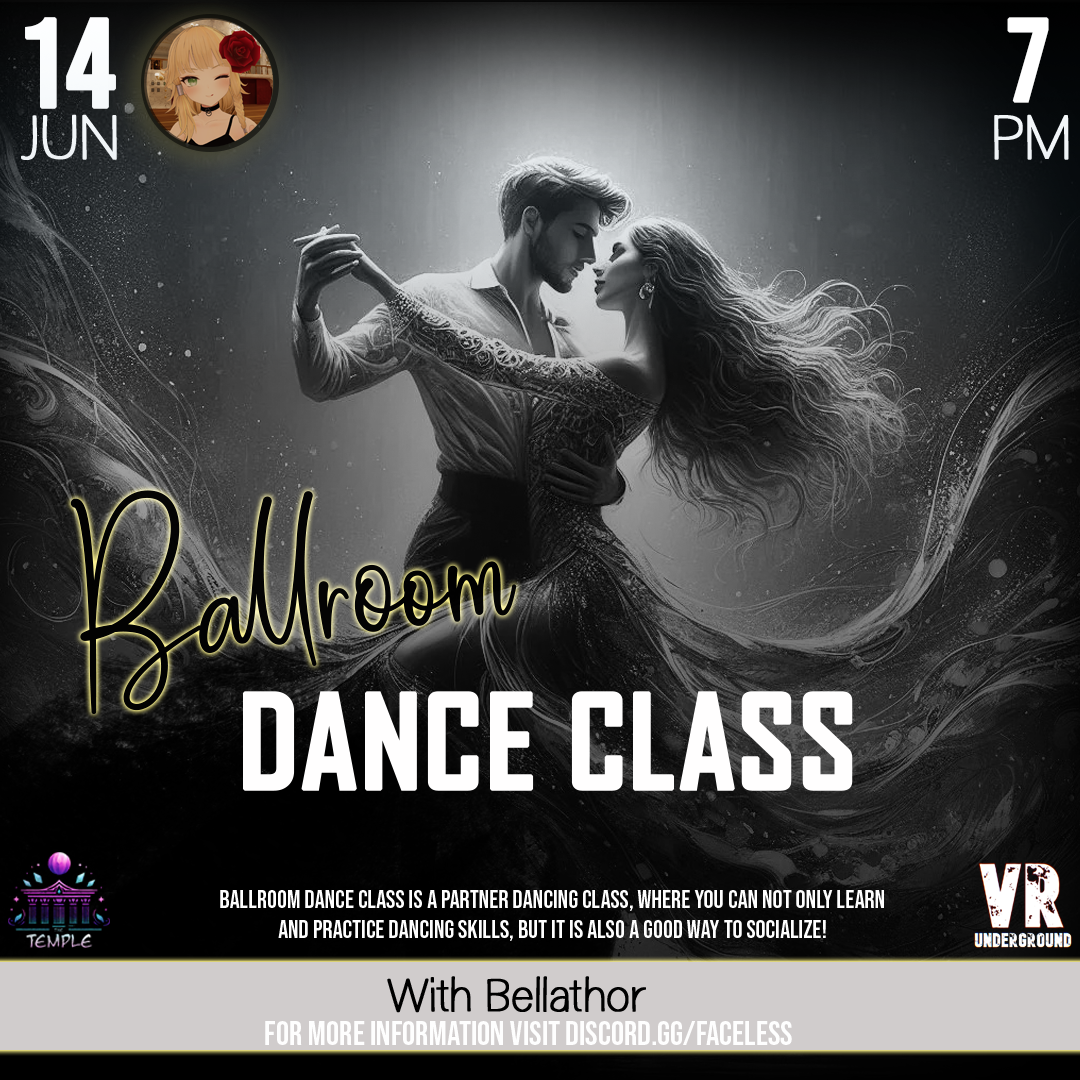 14
JUN
7
PM
Ballroom
DANCE CLASS
BALLROOM DANCE CLASS IS A PARTNER DANCING CLASS, WHERE YOU CAN NOT ONLY LEARN
AND PRACTICE DANCING SKILLS, BUT IT IS ALSO A GOOD WAY TO SOCIALIZE!
THE
TEMPLE
VR
UNDERGROUND
With Bellathor
FOR MORE INFORMATION VISIT DISCORD.GG/FACELESS